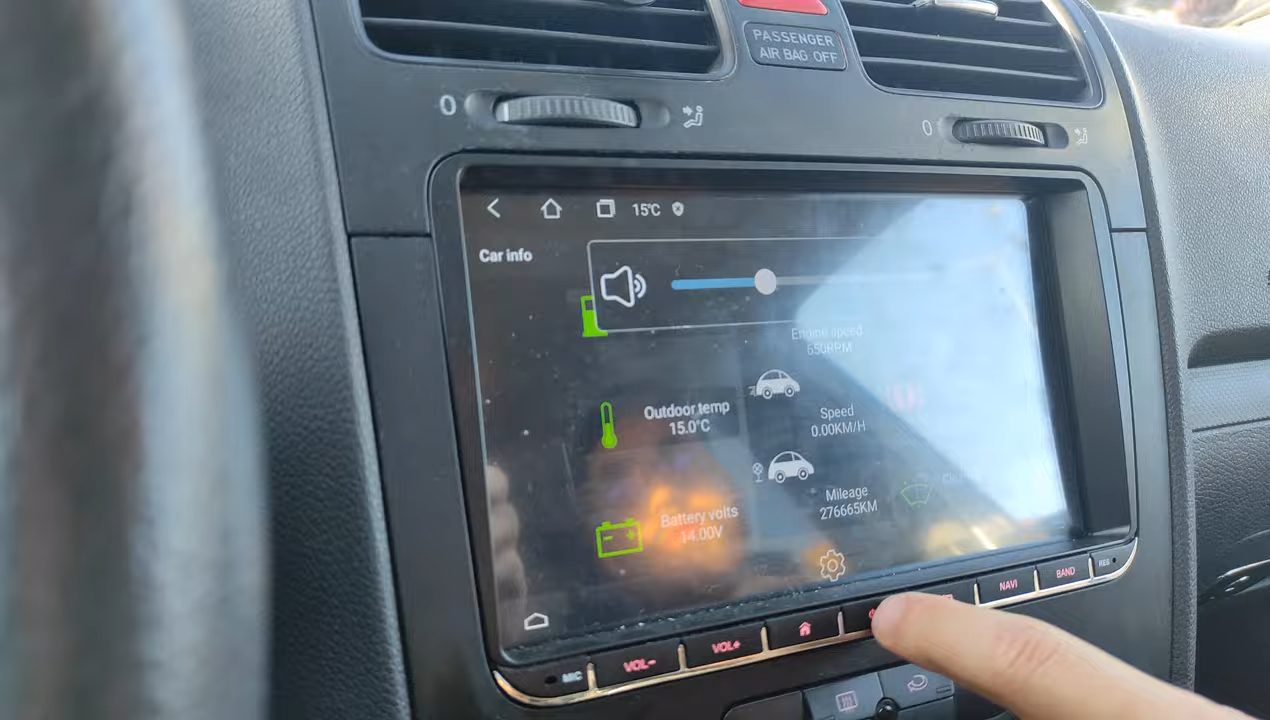 PASSENGER
AIR BAG OFF
0
0
15°C
Car info
Engine speed
650RPM
Outdoor temp
15.0°C
Speed
0.00KM/H
Mileage
276665KM
Battery volts
14.00V
MIC
VOL-
VOL+
NAVI
BAND
RES